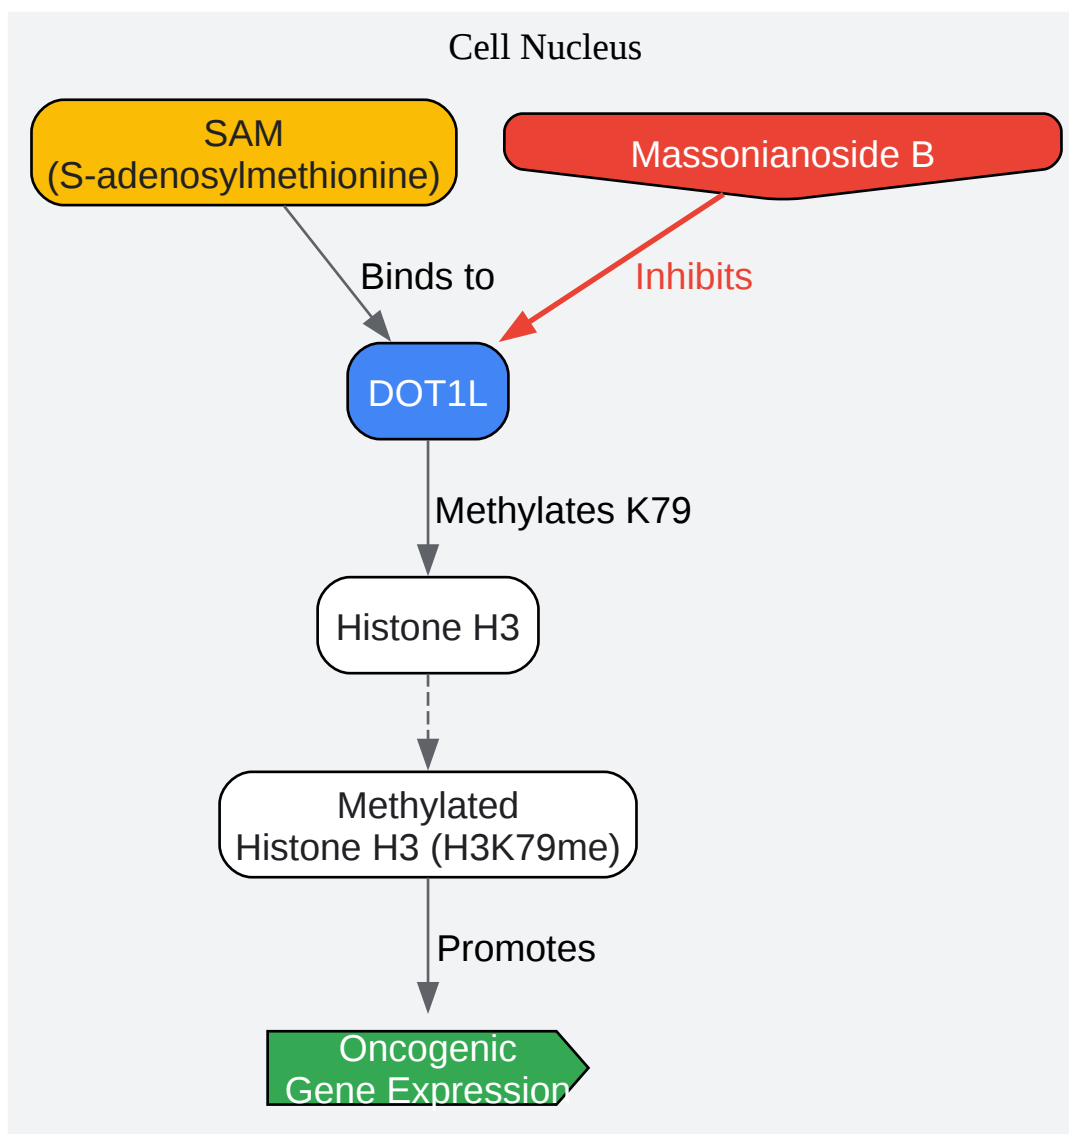 Cell Nucleus
SAM
(S-adenosylmethionine)
Massonianoside B
Binds to
Inhibits
DOT1L
Methylates K79
Histone H3
Methylated
Histone H3 (H3K79me)
Promotes
Oncogenic
Gene Expression